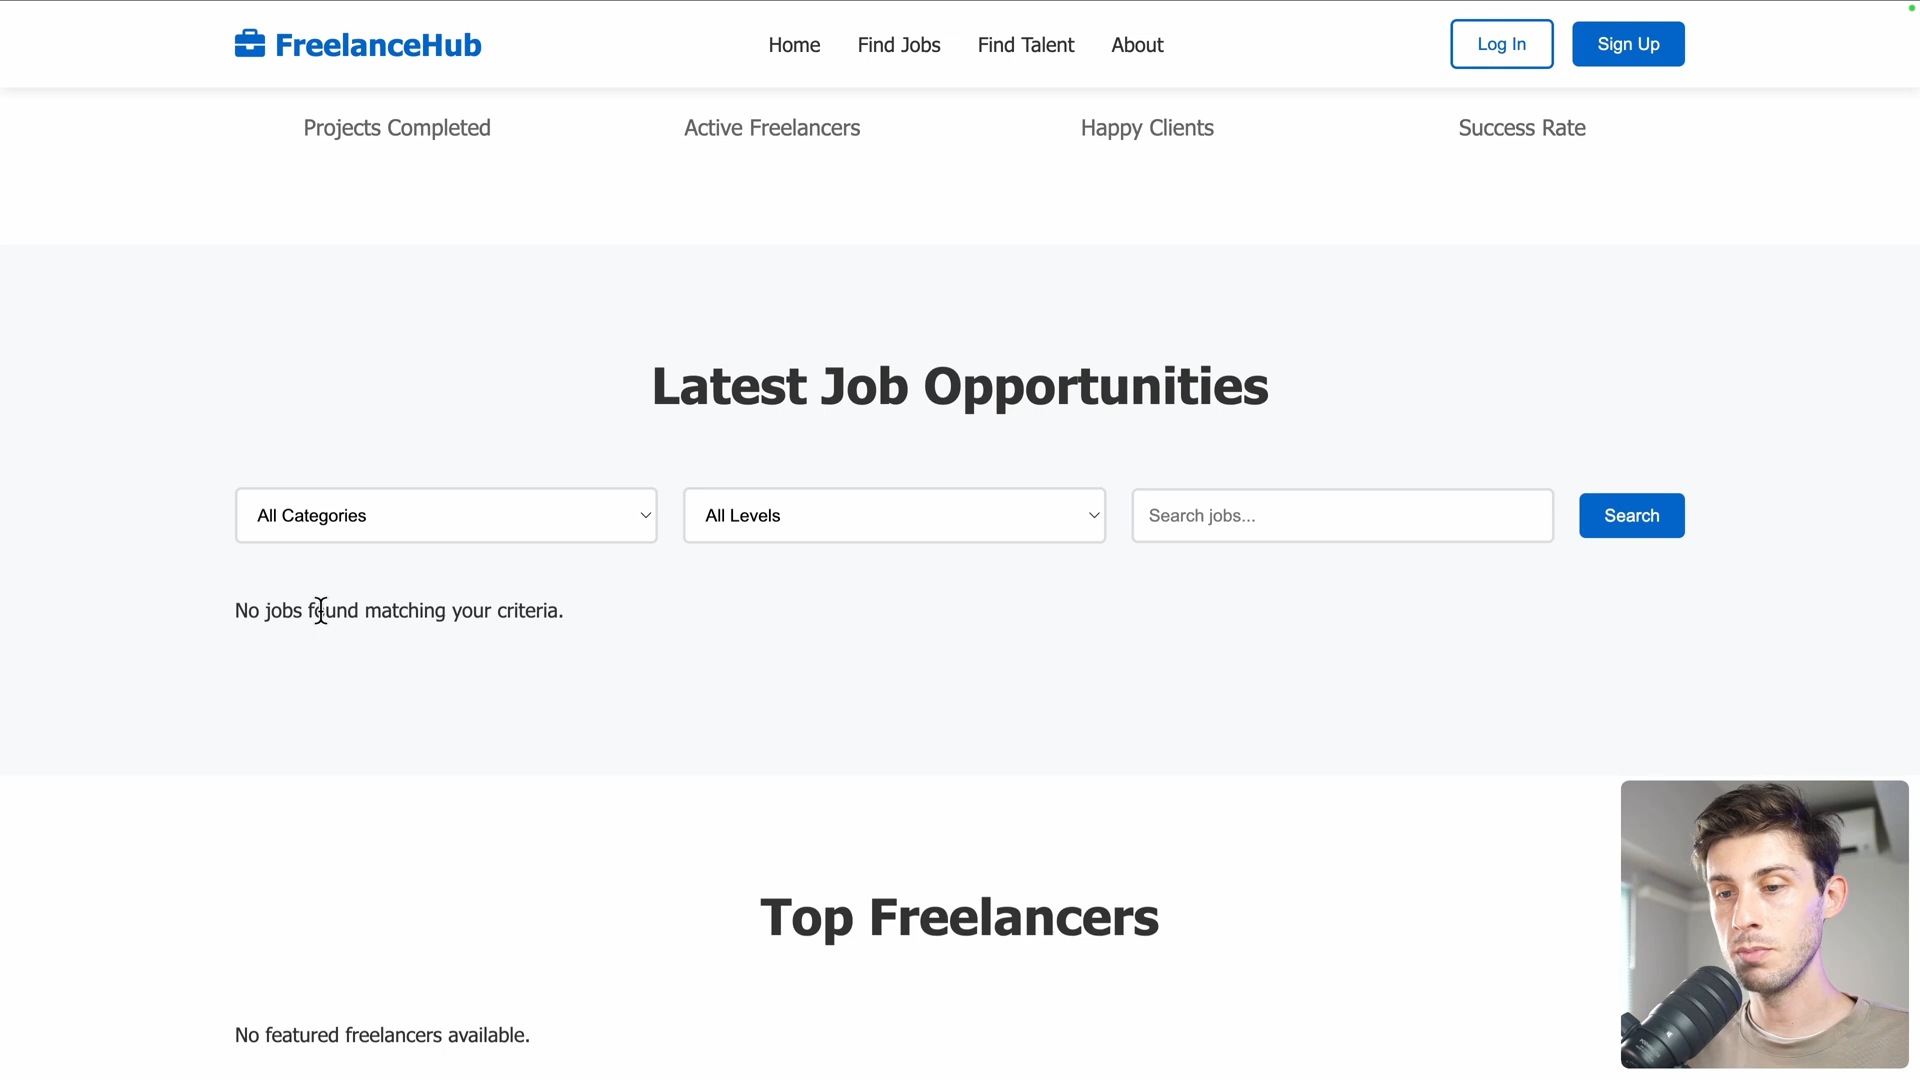 FreelanceHub
Home Find Jobs Find Talent About
Log In Sign Up
Projects Completed Active Freelancers Happy Clients Success Rate
Latest Job Opportunities
All Categories All Levels Search jobs... Search
No jobs found matching your criteria.
Top Freelancers
No featured freelancers available.